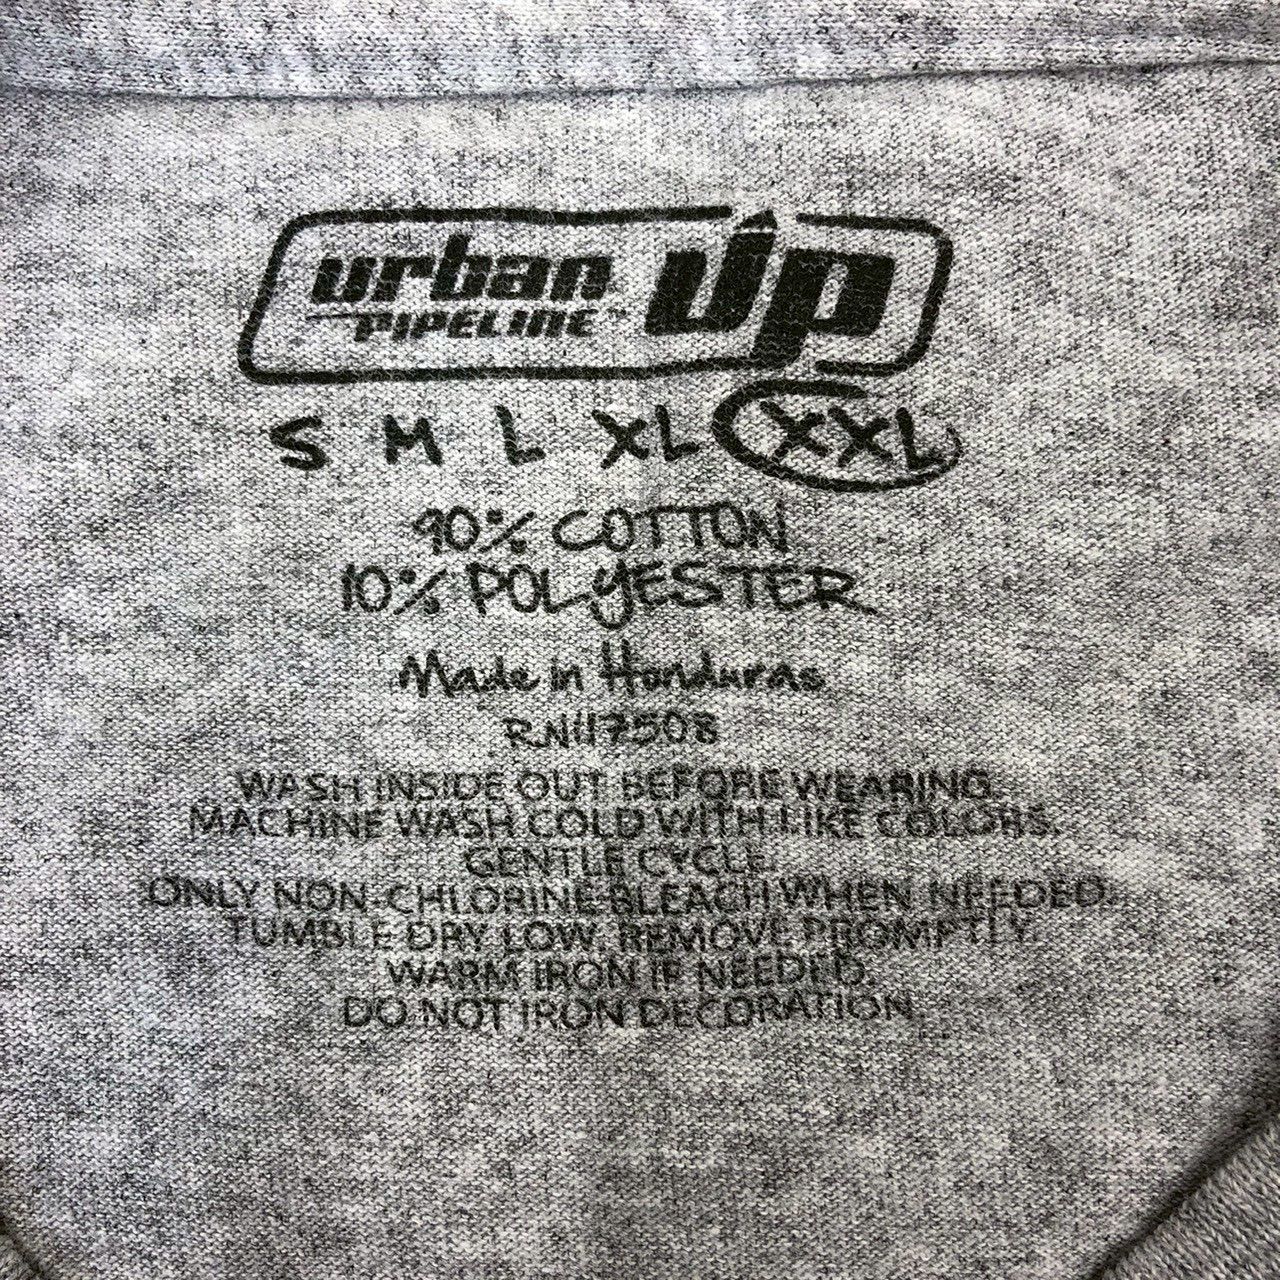 urban UP
PIPELINE™
S M L XL XXL
90% COTTON
10% POLYESTER
Made in Honduras
RN117508
WASH INSIDE OUT BEFORE WEARING.
MACHINE WASH COLD WITH LIKE COLORS.
GENTLE CYCLE.
ONLY NON-CHLORINE BLEACH WHEN NEEDED.
TUMBLE DRY LOW. REMOVE PROMPTLY.
WARM IRON IF NEEDED.
DO NOT IRON DECORATION